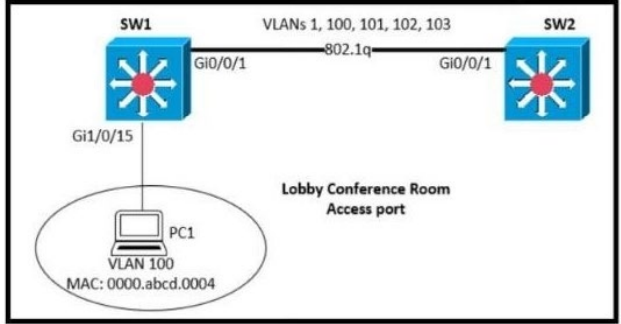 SW1
VLANs 1, 100, 101, 102, 103
SW2
802.1q
Gi0/0/1
Gi0/0/1
Gi1/0/15
Lobby Conference Room
Access port
PC1
VLAN 100
MAC: 0000.abcd.0004